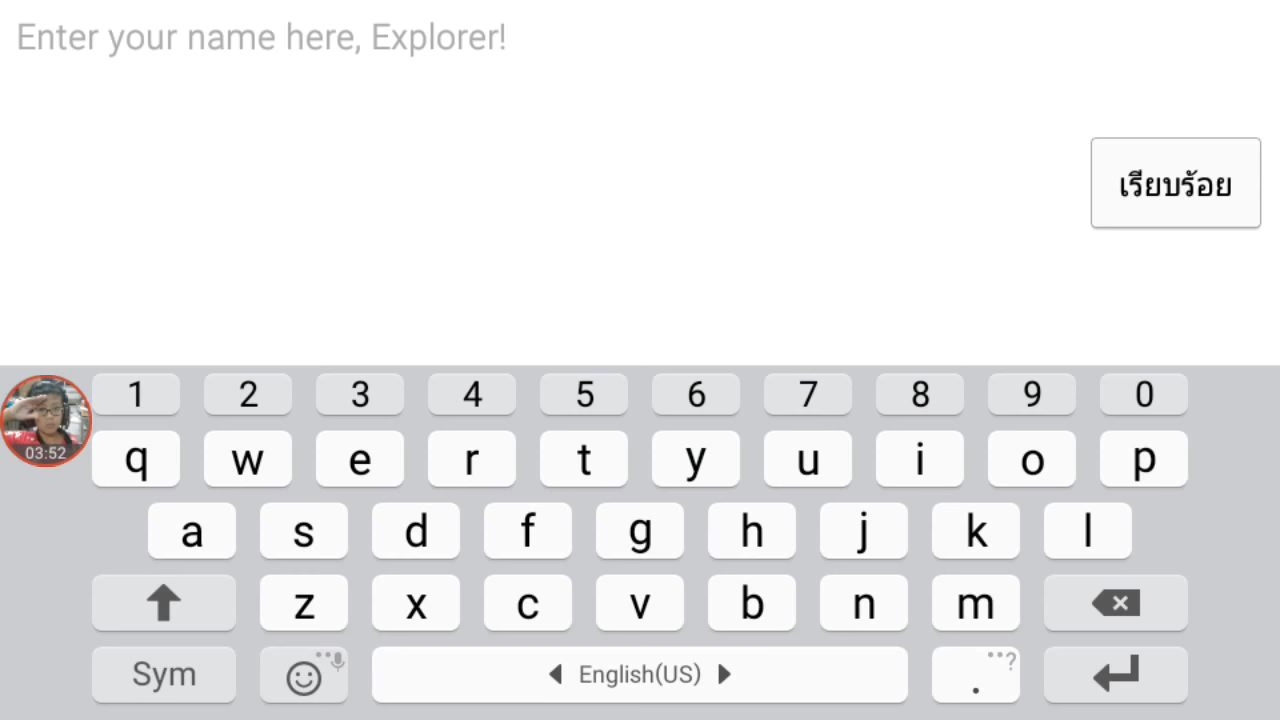 Enter your name here, Explorer!
เรียบร้อย
1 2 3 4 5 6 7 8 9 0
03:52
q w e r t y u i o p
a s d f g h j k l
z x c v b n m
Sym English(US) . ?